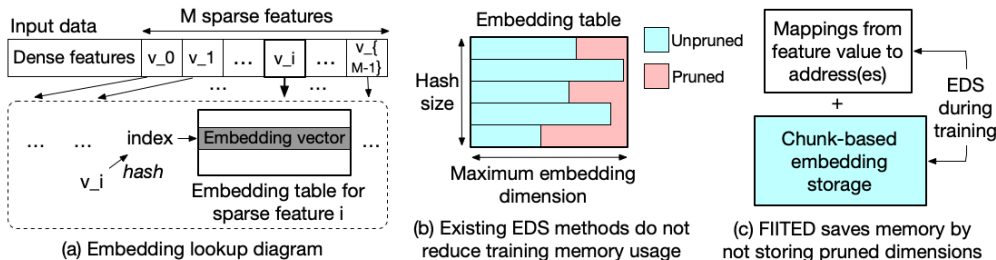 Input data
M sparse features
Dense features
v_0
v_1
...
v_i
...
v_{
M-1}
...
...
...
...
index
Embedding vector
...
hash
v_i
Embedding table for
sparse feature i
(a) Embedding lookup diagram
Embedding table
Hash
size
Unpruned
Pruned
Maximum embedding
dimension
(b) Existing EDS methods do not
reduce training memory usage
Mappings from
feature value to
address(es)
+
Chunk-based
embedding
storage
EDS
during
training
(c) FIITED saves memory by
not storing pruned dimensions